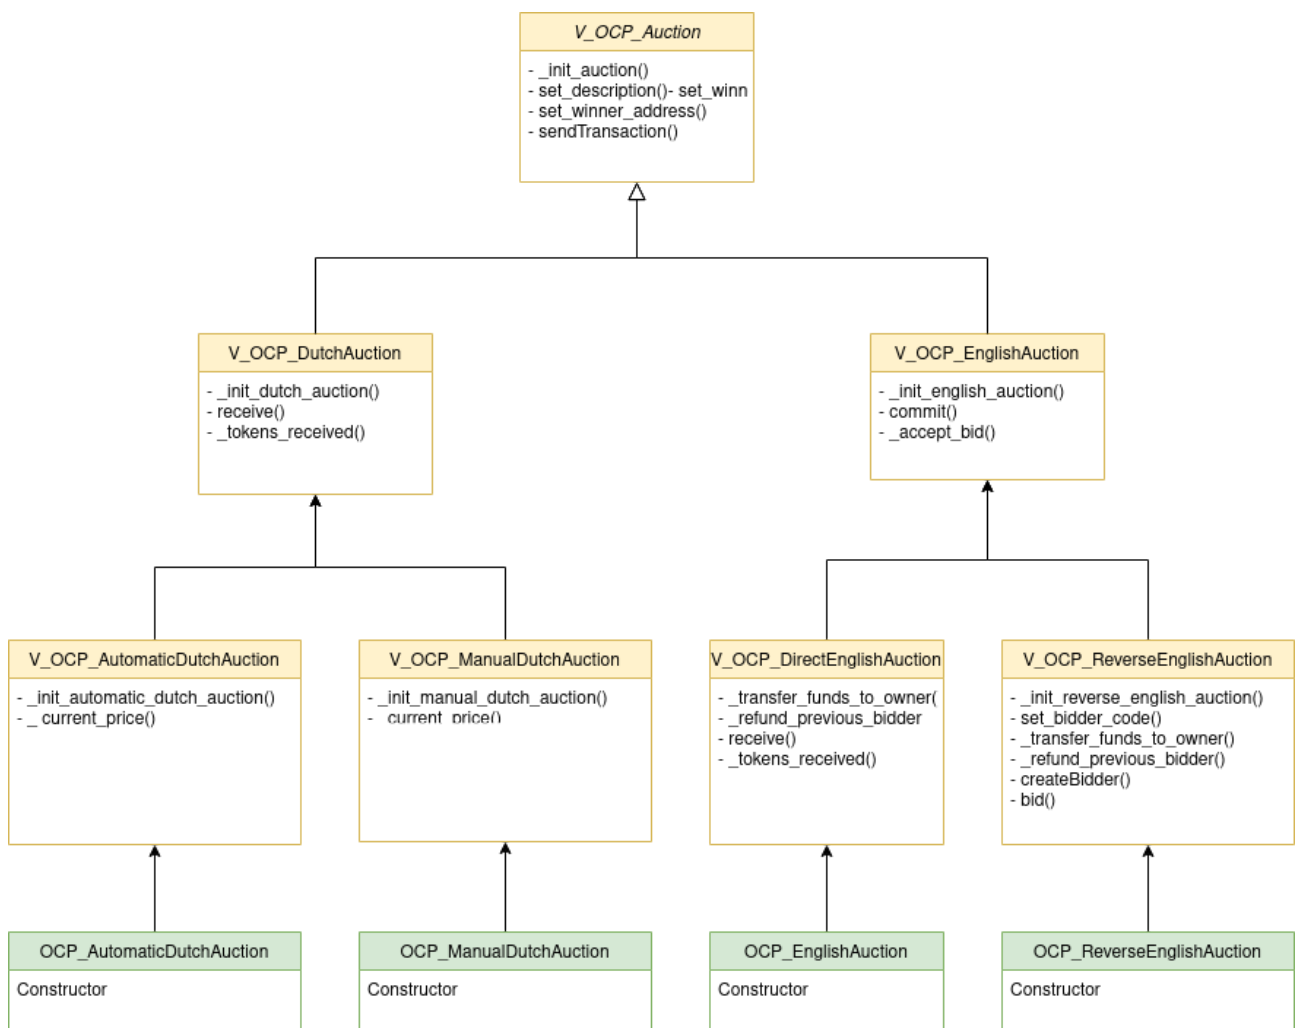 V_OCP_Auction
- _init_auction()
- set_description()- set_winn
- set_winner_address()
- sendTransaction()
V_OCP_DutchAuction
- _init_dutch_auction()
- receive()
- _tokens_received()
V_OCP_EnglishAuction
- _init_english_auction()
- commit()
- _accept_bid()
V_OCP_AutomaticDutchAuction
- _init_automatic_dutch_auction()
- _ current_price()
V_OCP_ManualDutchAuction
- _init_manual_dutch_auction()
- _current_price()
V_OCP_DirectEnglishAuction
- _transfer_funds_to_owner(
- _refund_previous_bidder
- receive()
- _tokens_received()
V_OCP_ReverseEnglishAuction
- _init_reverse_english_auction()
- set_bidder_code()
- _transfer_funds_to_owner()
- _refund_previous_bidder()
- createBidder()
- bid()
OCP_AutomaticDutchAuction
Constructor
OCP_ManualDutchAuction
Constructor
OCP_EnglishAuction
Constructor
OCP_ReverseEnglishAuction
Constructor